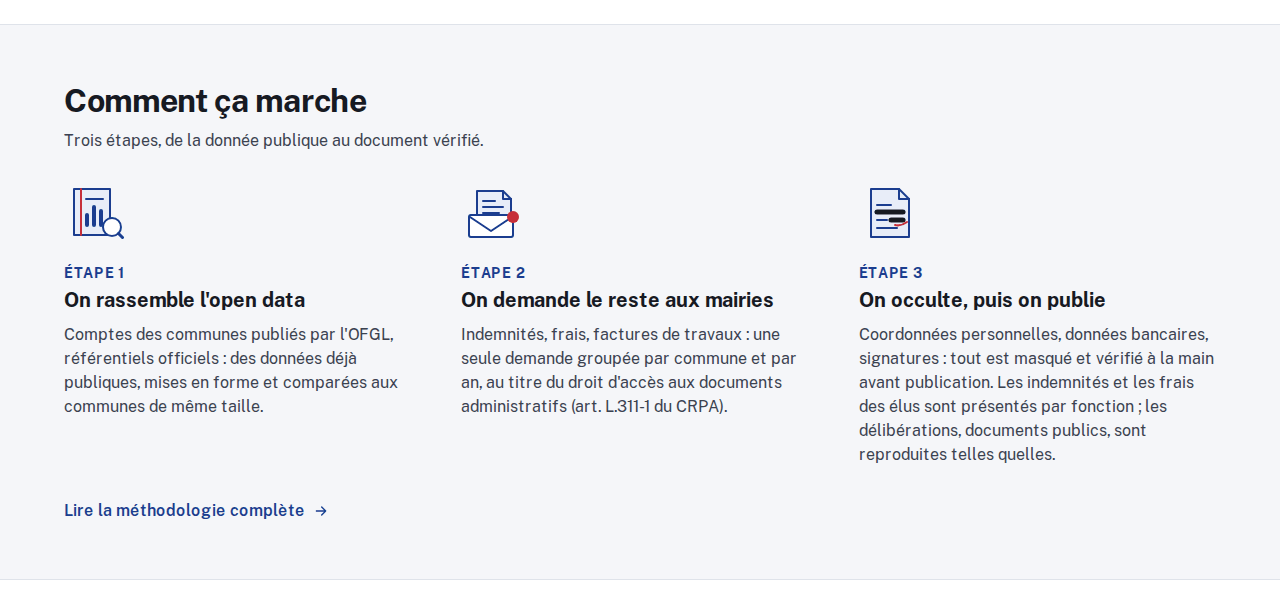 Comment ça marche
Trois étapes, de la donnée publique au document vérifié.
ÉTAPE 1
On rassemble l'open data
Comptes des communes publiés par l'OFGL,
référentiels officiels : des données déjà
publiques, mises en forme et comparées aux
communes de même taille.
ÉTAPE 2
On demande le reste aux mairies
Indemnités, frais, factures de travaux : une
seule demande groupée par commune et par
an, au titre du droit d'accès aux documents
administratifs (art. L.311-1 du CRPA).
ÉTAPE 3
On occulte, puis on publie
Coordonnées personnelles, données bancaires,
signatures : tout est masqué et vérifié à la main
avant publication. Les indemnités et les frais
des élus sont présentés par fonction ; les
délibérations, documents publics, sont
reproduites telles quelles.
Lire la méthodologie complète →